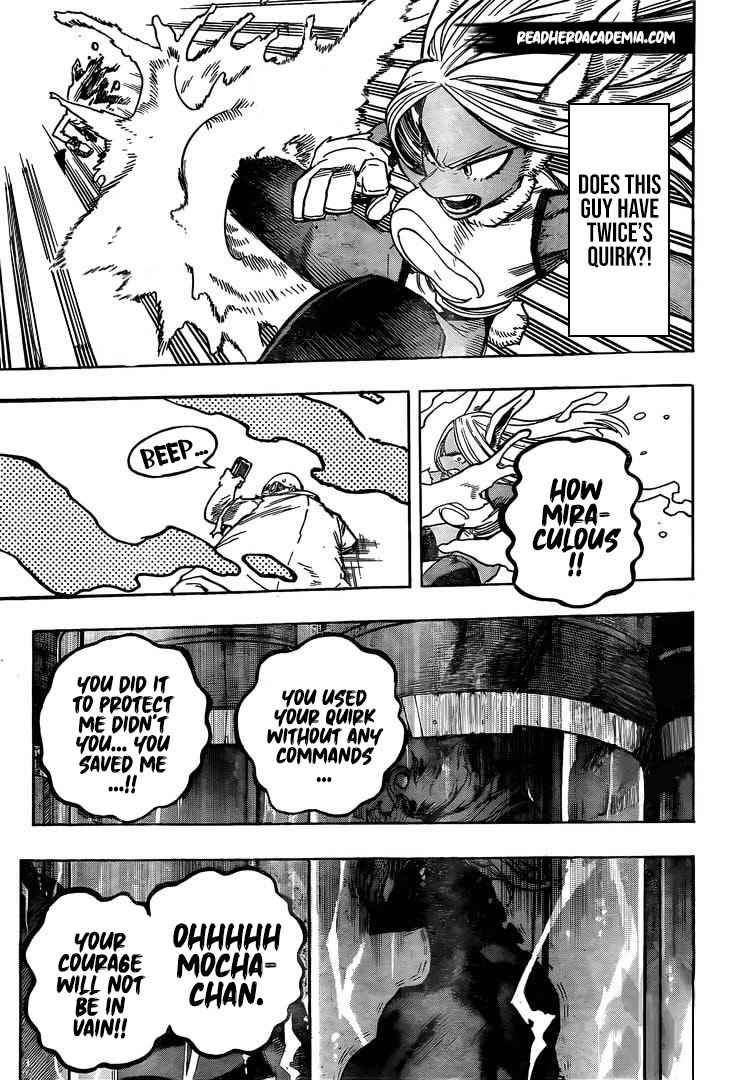 READHEROACADEMIA.COM
DOES THIS
GUY HAVE
TWICE'S
QUIRK?!
HOW
MIRA-
CULOUS
!!
BEEP...
YOU USED
YOUR QUIRK
WITHOUT ANY
COMMANDS
...
YOU DID IT
TO PROTECT
ME DIDN'T
YOU... YOU
SAVED ME
...!!
OHHHHH
MOCHA-
CHAN.
YOUR
COURAGE
WILL NOT
BE IN
VAIN!!